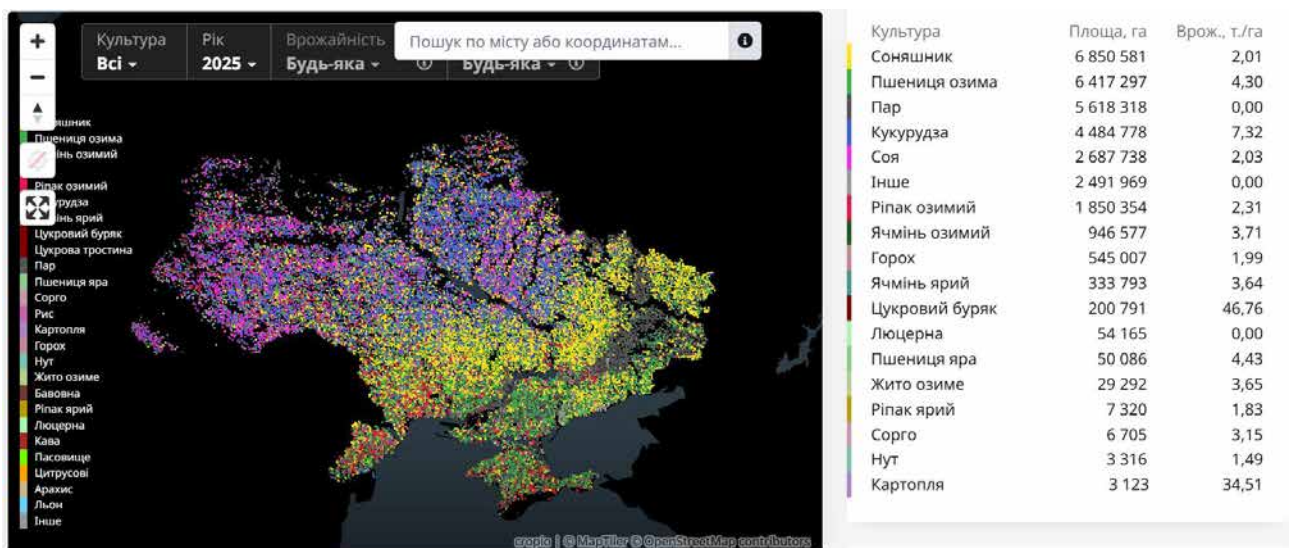 Культура
Рік
Врожайність
Пошук по місту або координатам...
Всі
2025
Будь-яка
Будь-яка
Пшениця озима
Ріпак озимий
Цукровий буряк
Цукрова тростина
Пар
Пшениця яра
Сорго
Рис
Картопля
Горох
Нут
Жито озиме
Бавовна
Ріпак ярий
Люцерна
Кава
Пасовище
Цитрусові
Арахис
Льон
Інше
cropio | © MapTiler © OpenStreetMap contributors
Культура Площа, га Врож., т./га
Соняшник 6 850 581 2,01
Пшениця озима 6 417 297 4,30
Пар 5 618 318 0,00
Кукурудза 4 484 778 7,32
Соя 2 687 738 2,03
Інше 2 491 969 0,00
Ріпак озимий 1 850 354 2,31
Ячмінь озимий 946 577 3,71
Горох 545 007 1,99
Ячмінь ярий 333 793 3,64
Цукровий буряк 200 791 46,76
Люцерна 54 165 0,00
Пшениця яра 50 086 4,43
Жито озиме 29 292 3,65
Ріпак ярий 7 320 1,83
Сорго 6 705 3,15
Нут 3 316 1,49
Картопля 3 123 34,51